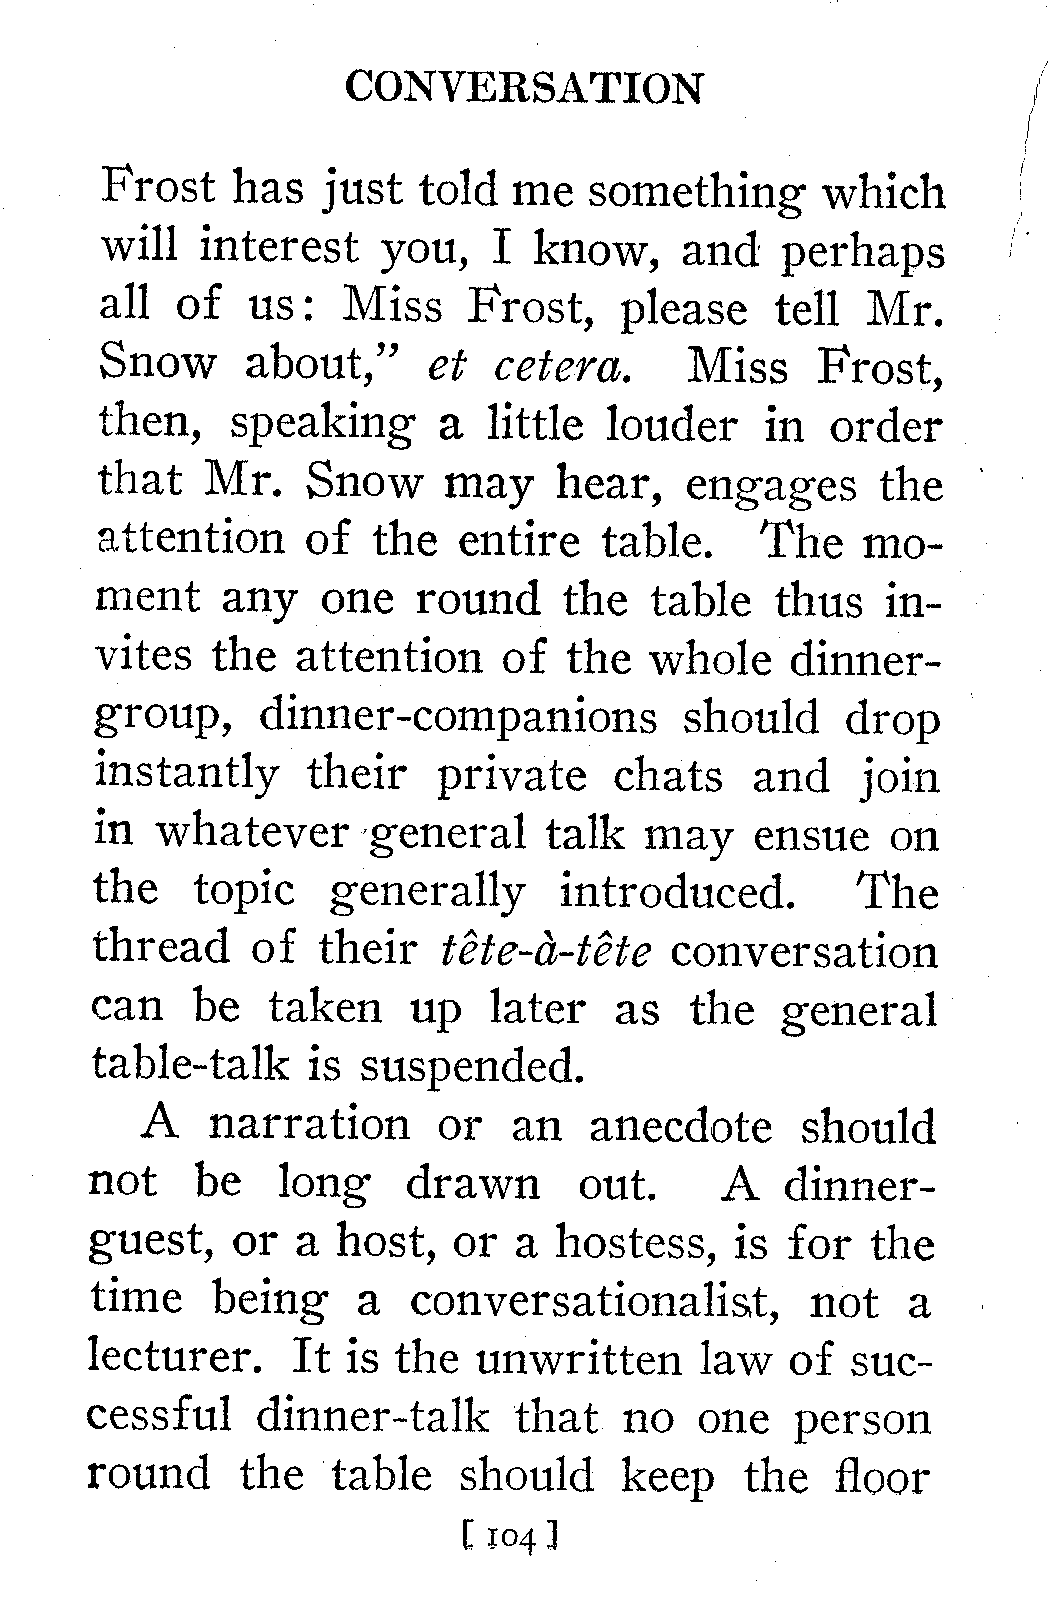 CONVERSATION
Frost has just told me something which
will interest you, I know, and perhaps
all of us: Miss Frost, please tell Mr.
Snow about,” et cetera. Miss Frost,
then, speaking a little louder in order
that Mr. Snow may hear, engages the
attention of the entire table. The mo-
ment any one round the table thus in-
vites the attention of the whole dinner-
group, dinner-companions should drop
instantly their private chats and join
in whatever general talk may ensue on
the topic generally introduced. The
thread of their tête-à-tête conversation
can be taken up later as the general
table-talk is suspended.
A narration or an anecdote should
not be long drawn out. A dinner-
guest, or a host, or a hostess, is for the
time being a conversationalist, not a
lecturer. It is the unwritten law of suc-
cessful dinner-talk that no one person
round the table should keep the floor
[ 104 ]